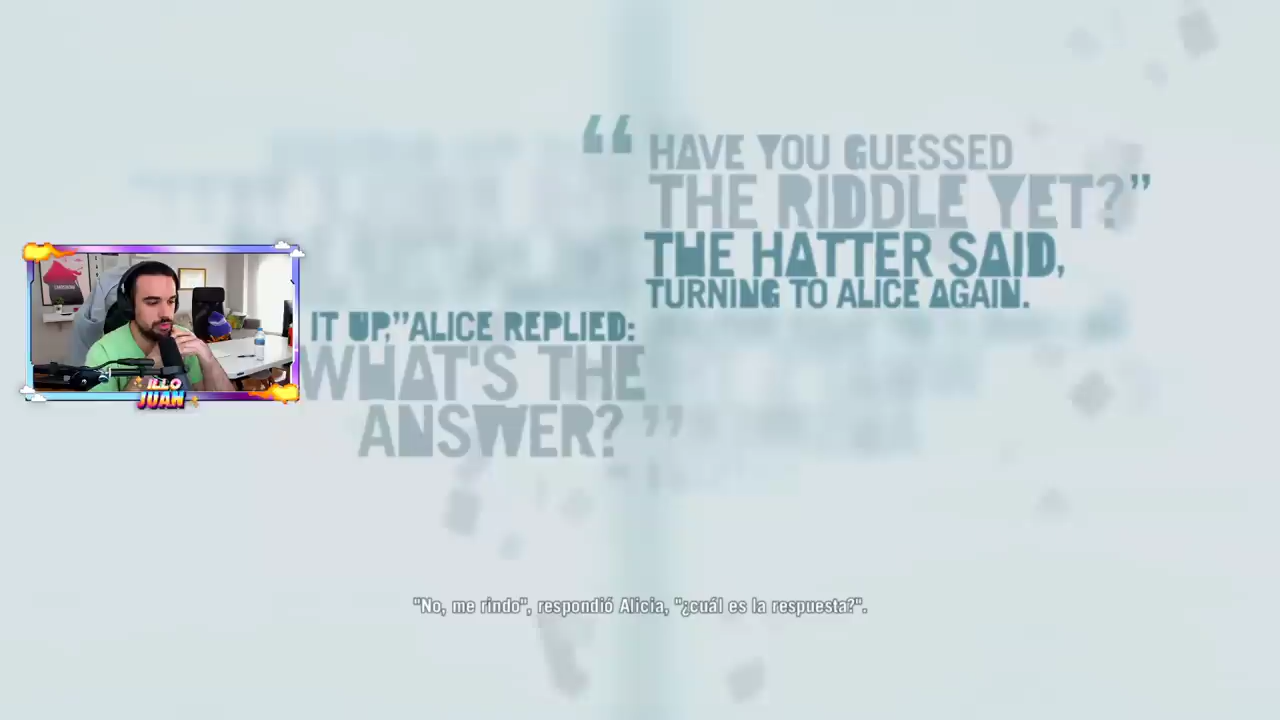 “ HAVE YOU GUESSED
THE RIDDLE YET?”
THE HATTER SAID,
TURNING TO ALICE AGAIN.
IT UP,” ALICE REPLIED:
WHAT'S THE
ANSWER? ”
ILLO
JUAN
"No, me rindo", respondió Alicia, "¿cuál es la respuesta?".